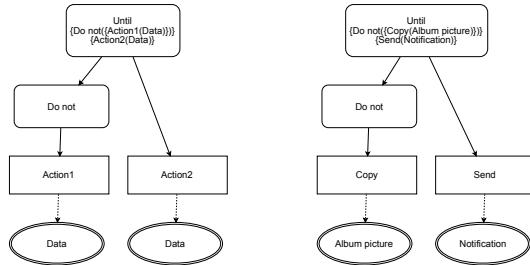 Until
{Do not({Action1(Data)})}
{Action2(Data)}
Do not
Action1
Action2
Data
Data
Until
{Do not({Copy(Album picture)})}
{Send(Notification)}
Do not
Copy
Send
Album picture
Notification